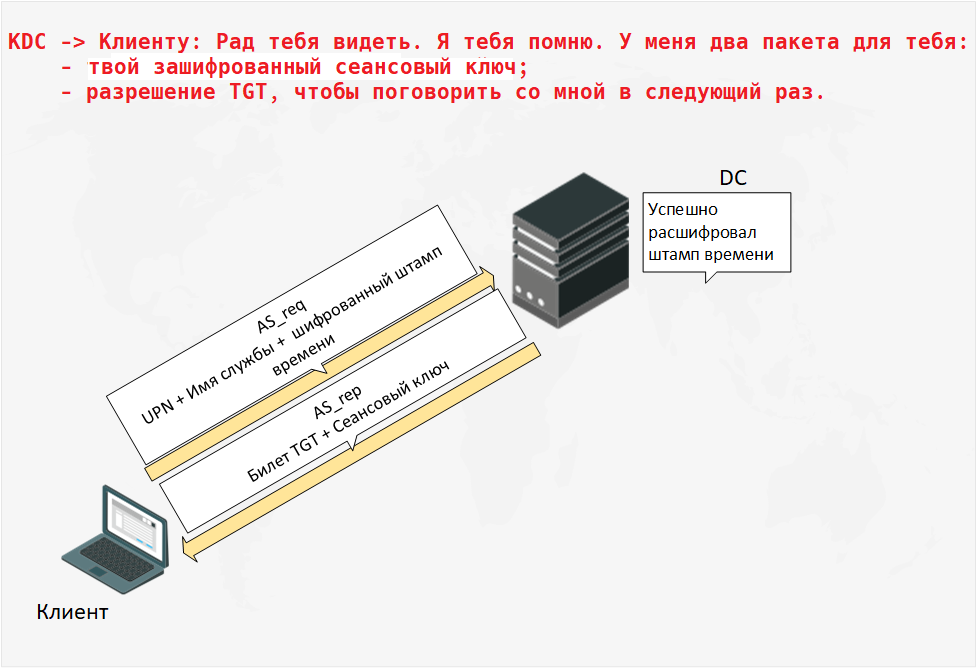 KDC -> Клиенту: Рад тебя видеть. Я тебя помню. У меня два пакета для тебя:
- твой зашифрованный сеансовый ключ;
- разрешение TGT, чтобы поговорить со мной в следующий раз.
DC
Успешно
расшифровал
штамп времени
AS_req
UPN + Имя службы + шифрованный штамп
времени
AS_rep
Билет TGT + Сеансовый ключ
Клиент